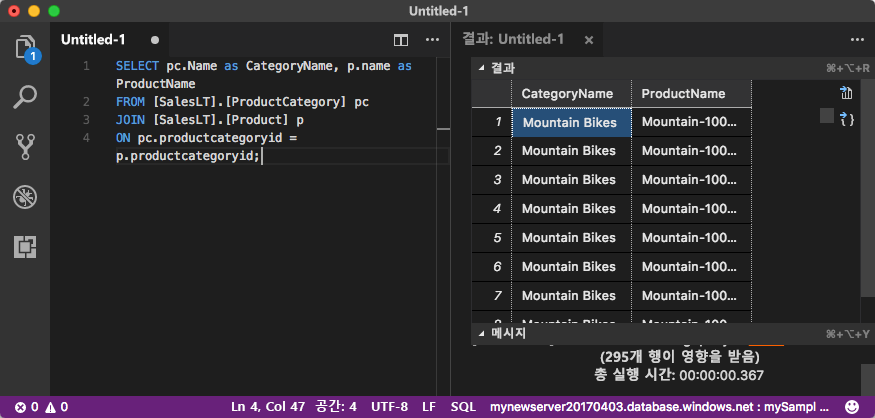 Untitled-1
1
Untitled-1
결과: Untitled-1
1 SELECT pc.Name as CategoryName, p.name as
ProductName
2 FROM [SalesLT].[ProductCategory] pc
3 JOIN [SalesLT].[Product] p
4 ON pc.productcategoryid =
p.productcategoryid;
결과 ⌘+⌥+R
CategoryName ProductName
1 Mountain Bikes Mountain-100...
2 Mountain Bikes Mountain-100...
3 Mountain Bikes Mountain-100...
4 Mountain Bikes Mountain-100...
5 Mountain Bikes Mountain-100...
6 Mountain Bikes Mountain-100...
7 Mountain Bikes Mountain-100...
메시지 ⌘+⌥+Y
(295개 행이 영향을 받음)
총 실행 시간: 00:00:00.367
0 0 Ln 4, Col 47 공간: 4 UTF-8 LF SQL mynewserver20170403.database.windows.net : mySampl ...